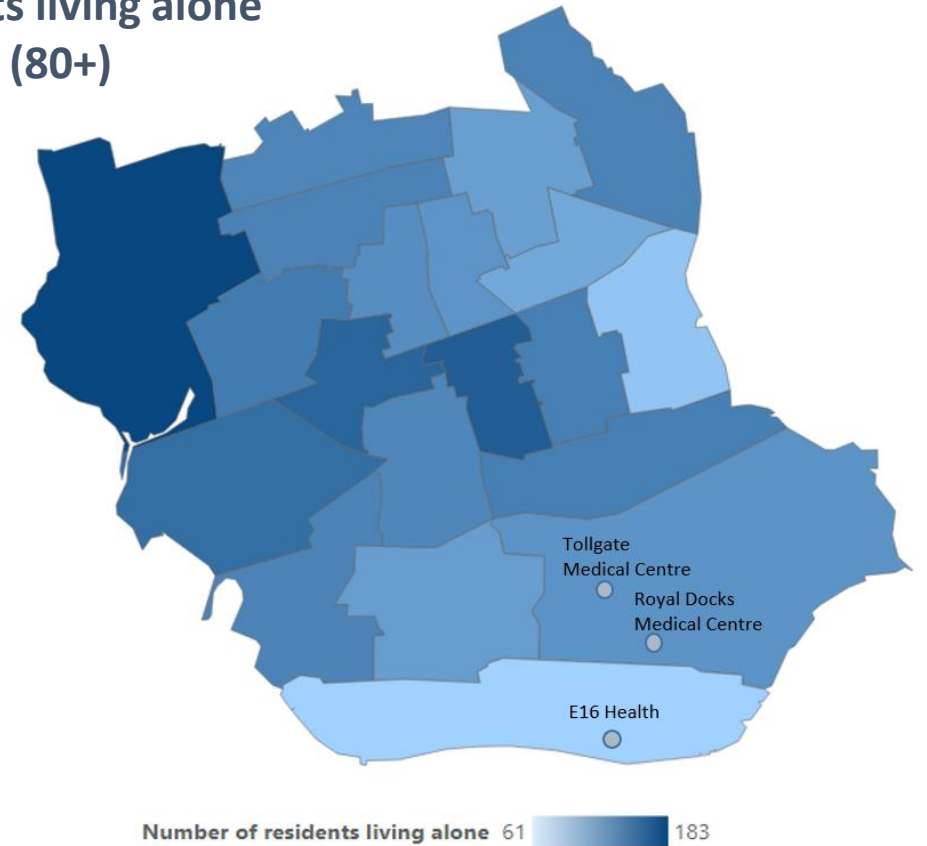 ts living alone
(80+)
Tollgate
Medical Centre
Royal Docks
Medical Centre
E16 Health
Number of residents living alone 61 183